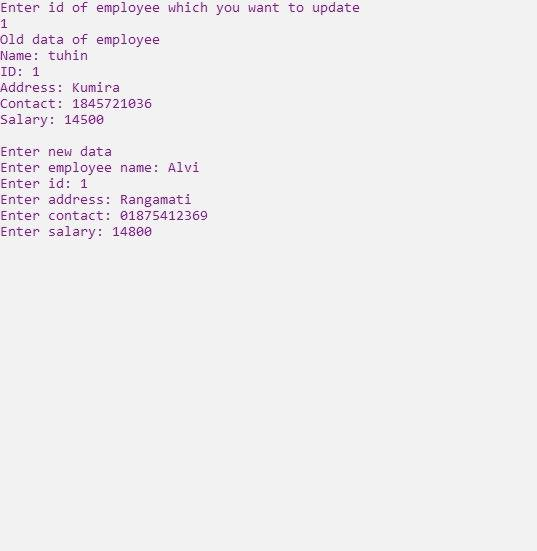 Enter id of employee which you want to update
1
Old data of employee
Name: tuhin
ID: 1
Address: Kumira
Contact: 1845721036
Salary: 14500
Enter new data
Enter employee name: Alvi
Enter id: 1
Enter address: Rangamati
Enter contact: 01875412369
Enter salary: 14800